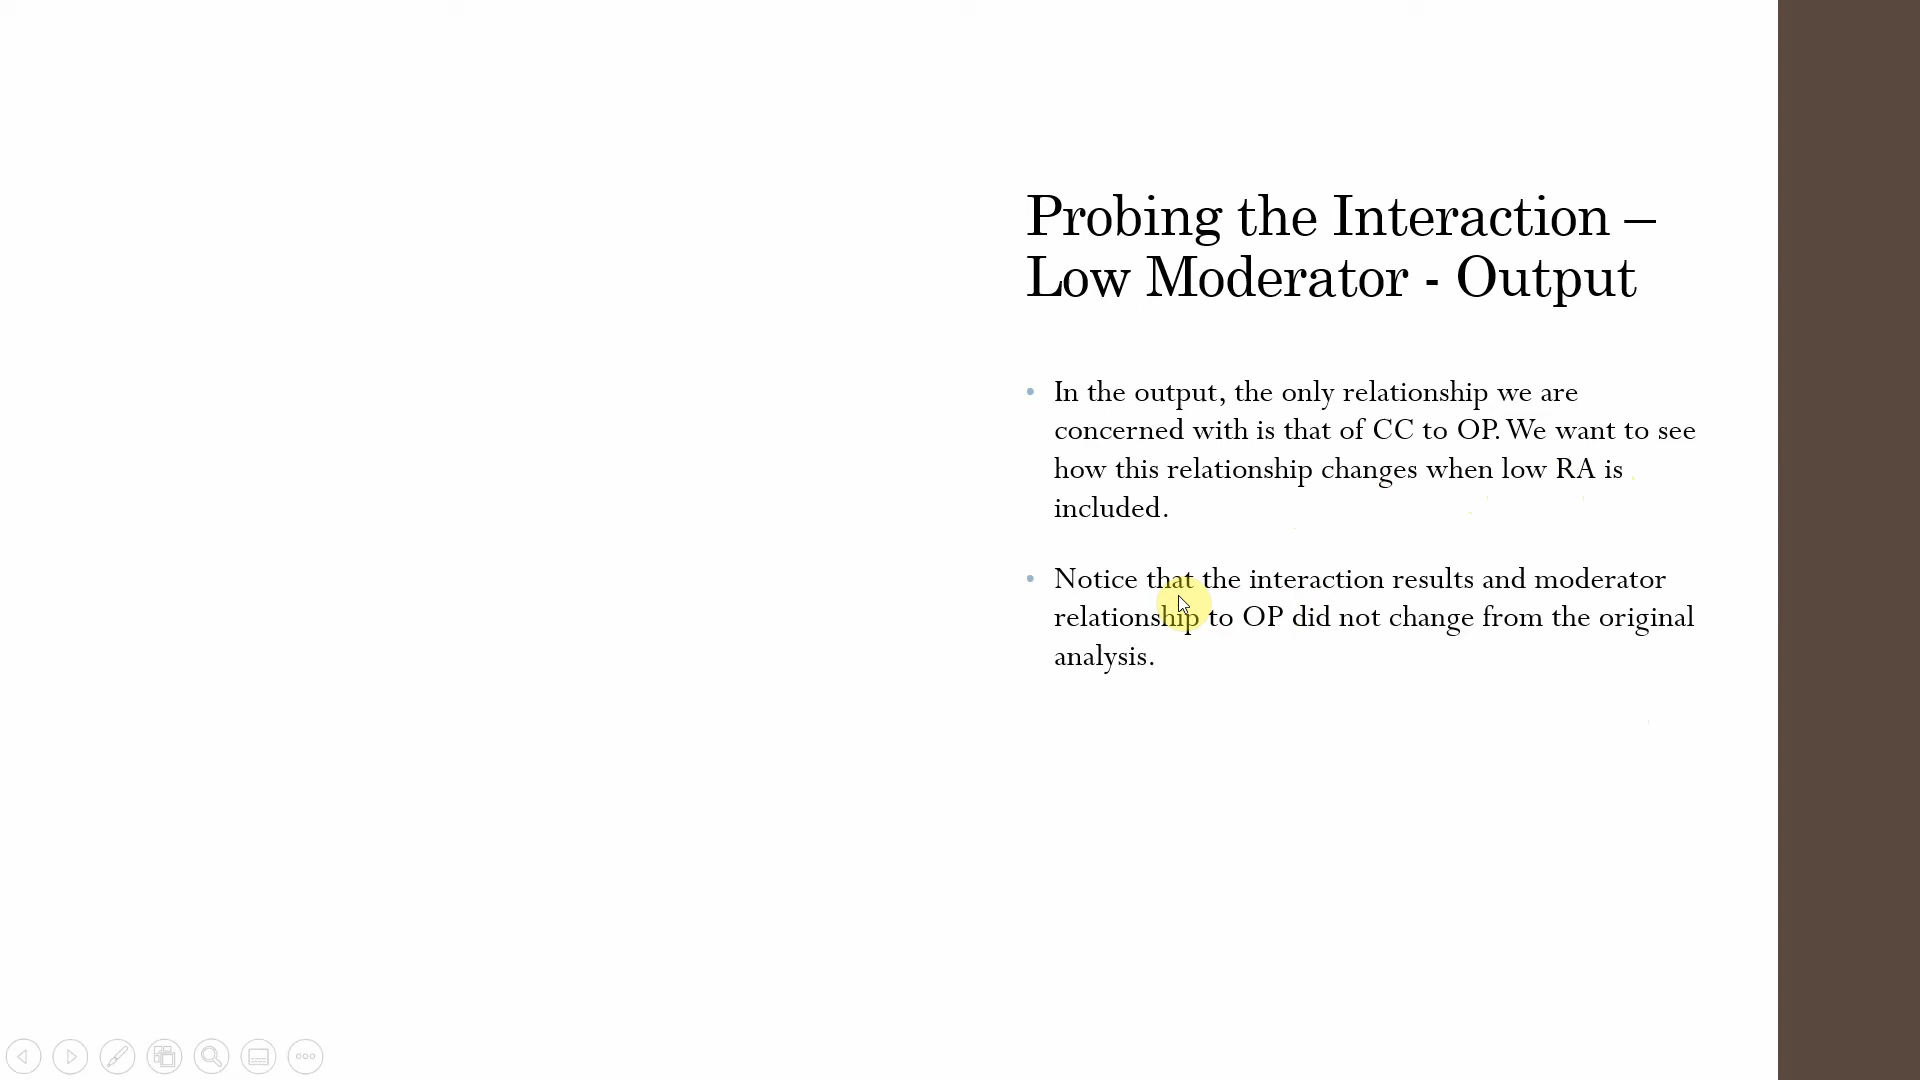 Probing the Interaction –
Low Moderator - Output
• In the output, the only relationship we are
concerned with is that of CC to OP. We want to see
how this relationship changes when low RA is
included.
• Notice that the interaction results and moderator
relationship to OP did not change from the original
analysis.